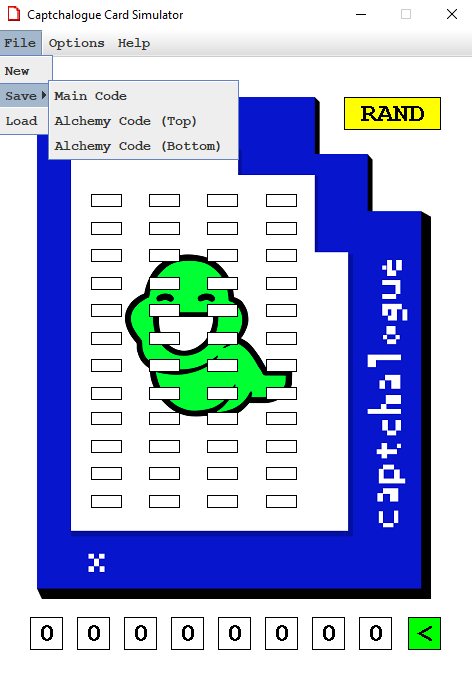 Captchalogue Card Simulator
File Options Help
New
Save
Load
Main Code
Alchemy Code (Top)
Alchemy Code (Bottom)
RAND
captchalogue
x
0 0 0 0 0 0 0 0 <